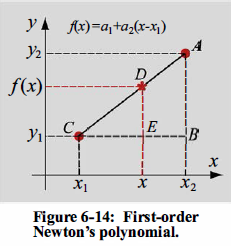 y f(x)=a₁+a₂(x-x₁)
y₂ A
f(x) D
y₁ C E B
x
x₁ x x₂
Figure 6-14: First-order
Newton's polynomial.